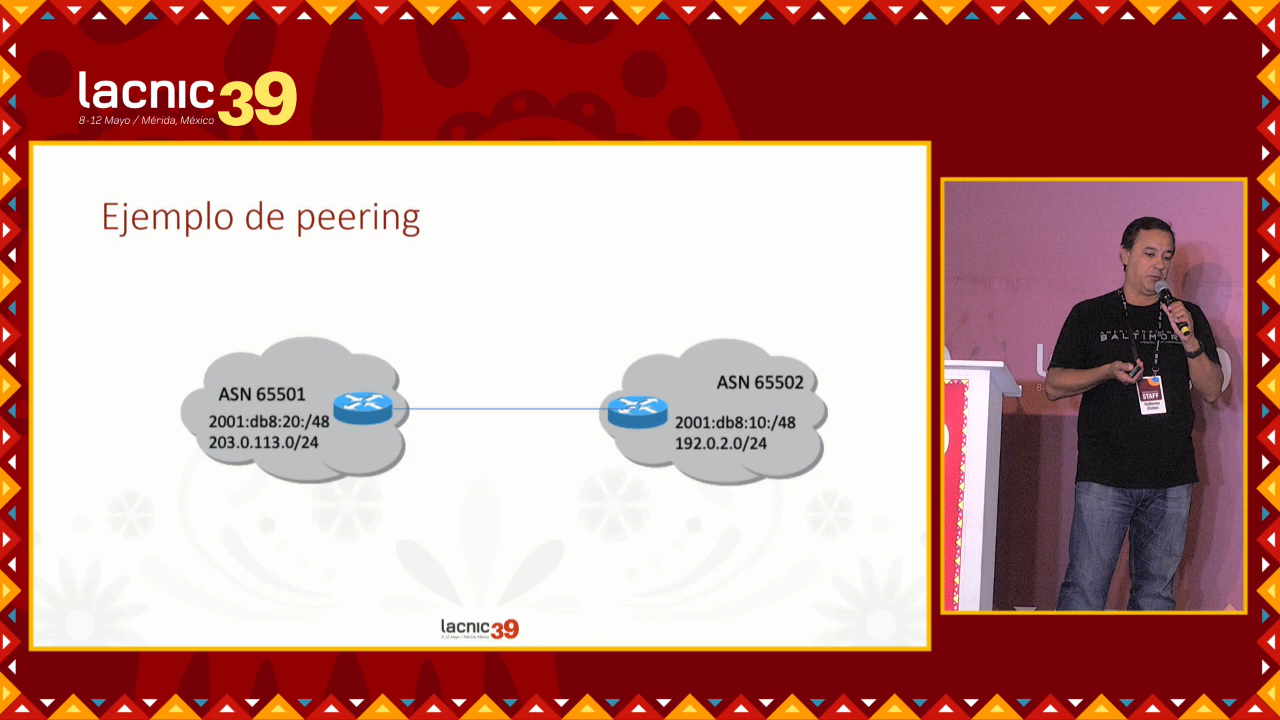 lacnic39
8-12 Mayo / Mérida, México
Ejemplo de peering
ASN 65501
2001:db8:20:/48
203.0.113.0/24
ASN 65502
2001:db8:10:/48
192.0.2.0/24
lacnic39
BALTIMOR
STAFF